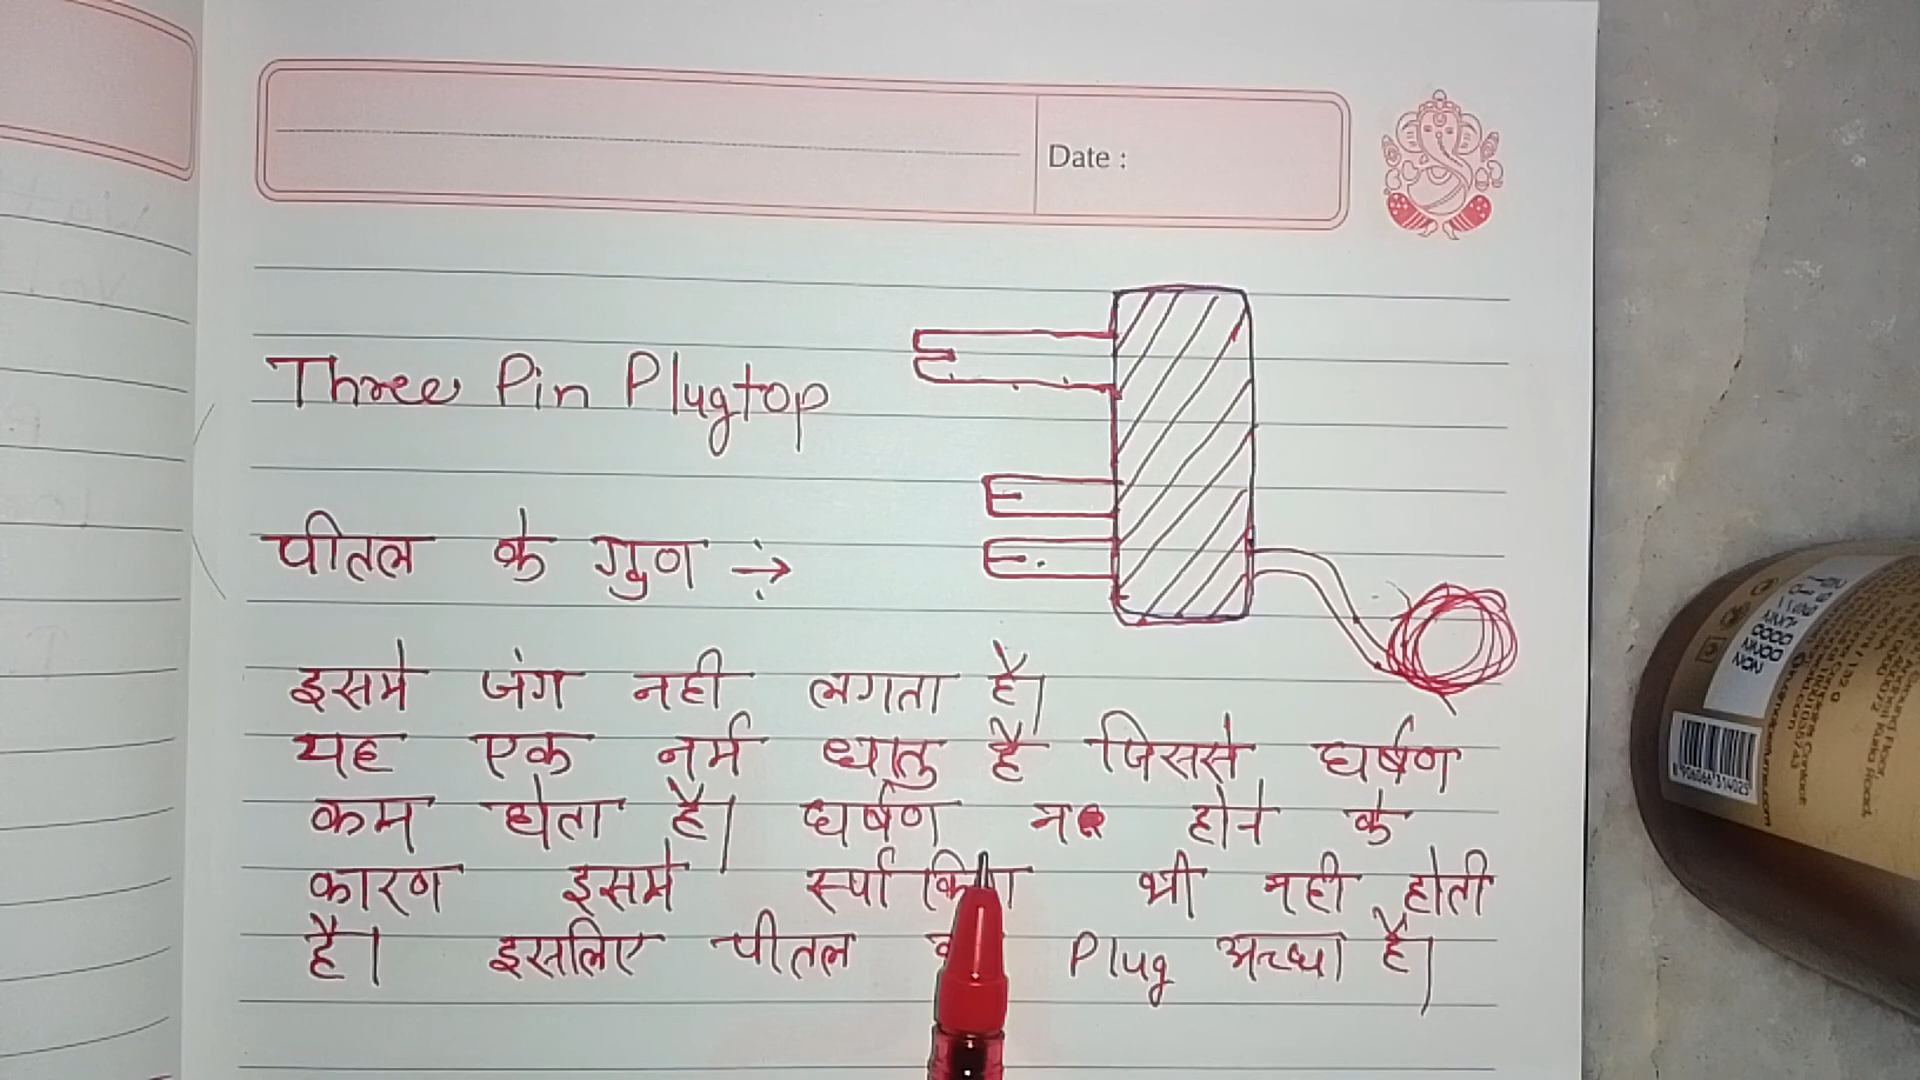 Date :
Three Pin Plugtop
पीतल के गुण →
इसमे जंग नही लगता है।
यह एक नर्म धातु है जिससे घर्षण
कम होता है। घर्षण न होने के
कारण इसमे स्पार्किंग भी नही होती
है। इसलिए पीतल Plug अच्छा है।